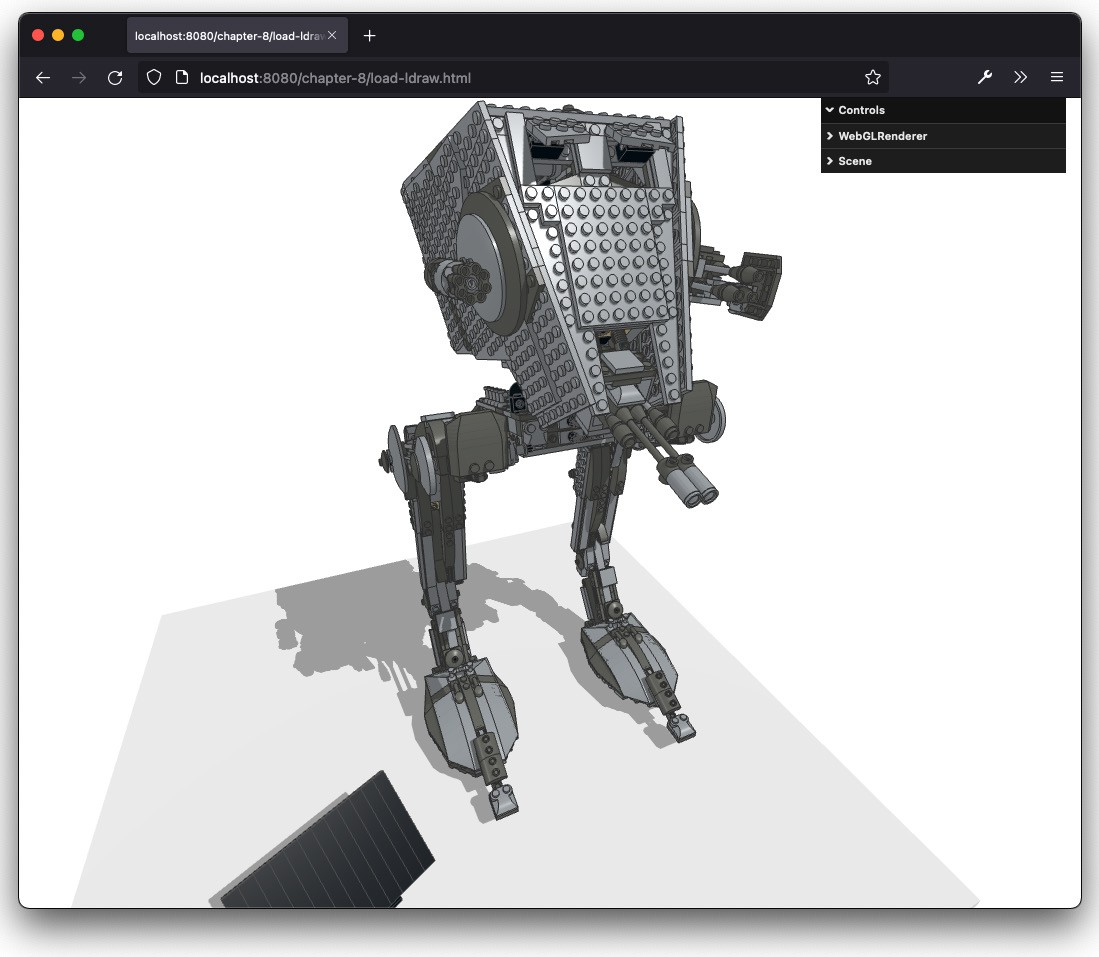 localhost:8080/chapter-8/load-ldraw
localhost:8080/chapter-8/load-ldraw.html
Controls
WebGLRenderer
Scene